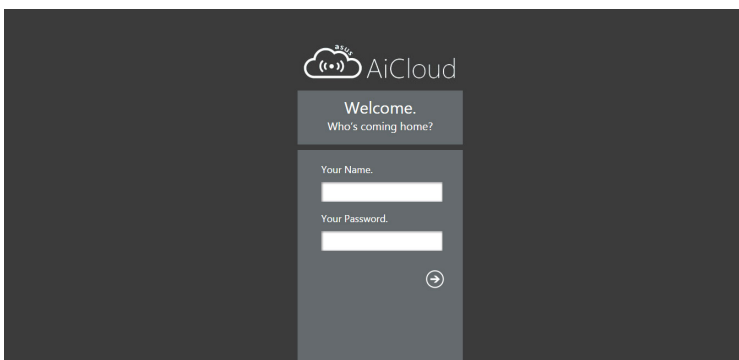 asus
AiCloud
Welcome.
Who's coming home?
Your Name.
Your Password.